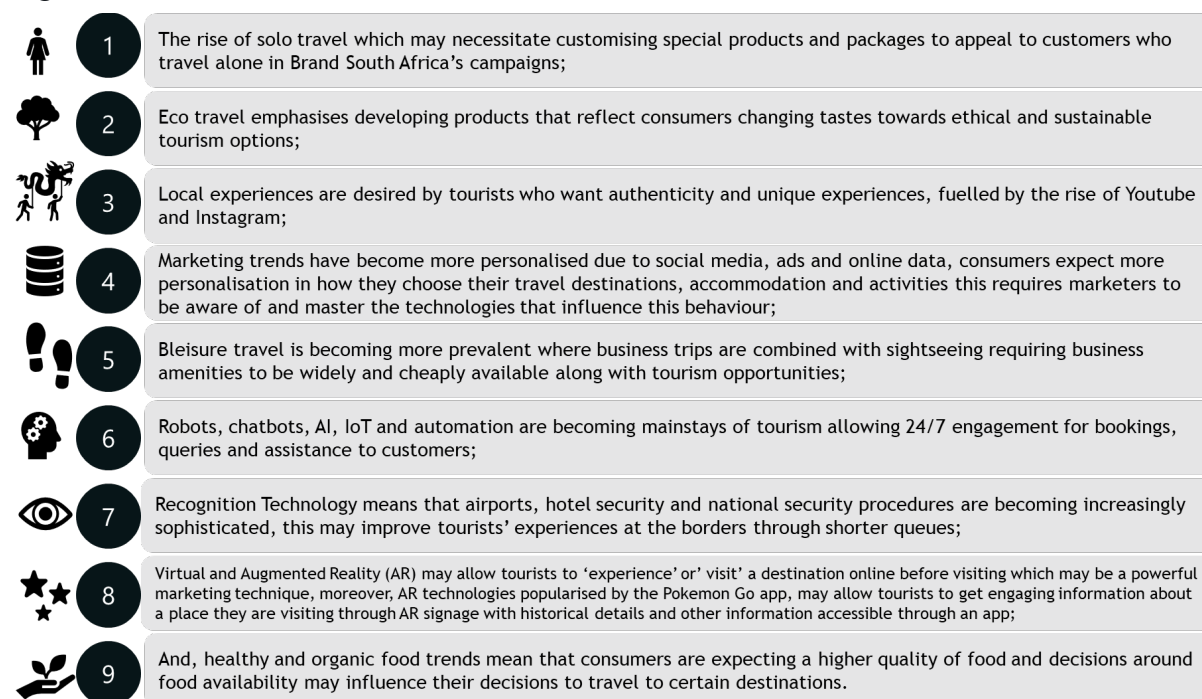 1
The rise of solo travel which may necessitate customising special products and packages to appeal to customers who
travel alone in Brand South Africa's campaigns;
2
Eco travel emphasises developing products that reflect consumers changing tastes towards ethical and sustainable
tourism options;
3
Local experiences are desired by tourists who want authenticity and unique experiences, fuelled by the rise of Youtube
and Instagram;
4
Marketing trends have become more personalised due to social media, ads and online data, consumers expect more
personalisation in how they choose their travel destinations, accommodation and activities this requires marketers to
be aware of and master the technologies that influence this behaviour;
5
Bleisure travel is becoming more prevalent where business trips are combined with sightseeing requiring business
amenities to be widely and cheaply available along with tourism opportunities;
6
Robots, chatbots, AI, IoT and automation are becoming mainstays of tourism allowing 24/7 engagement for bookings,
queries and assistance to customers;
7
Recognition Technology means that airports, hotel security and national security procedures are becoming increasingly
sophisticated, this may improve tourists' experiences at the borders through shorter queues;
8
Virtual and Augmented Reality (AR) may allow tourists to 'experience' or' visit' a destination online before visiting which may be a powerful
marketing technique, moreover, AR technologies popularised by the Pokemon Go app, may allow tourists to get engaging information about
a place they are visiting through AR signage with historical details and other information accessible through an app;
9
And, healthy and organic food trends mean that consumers are expecting a higher quality of food and decisions around
food availability may influence their decisions to travel to certain destinations.